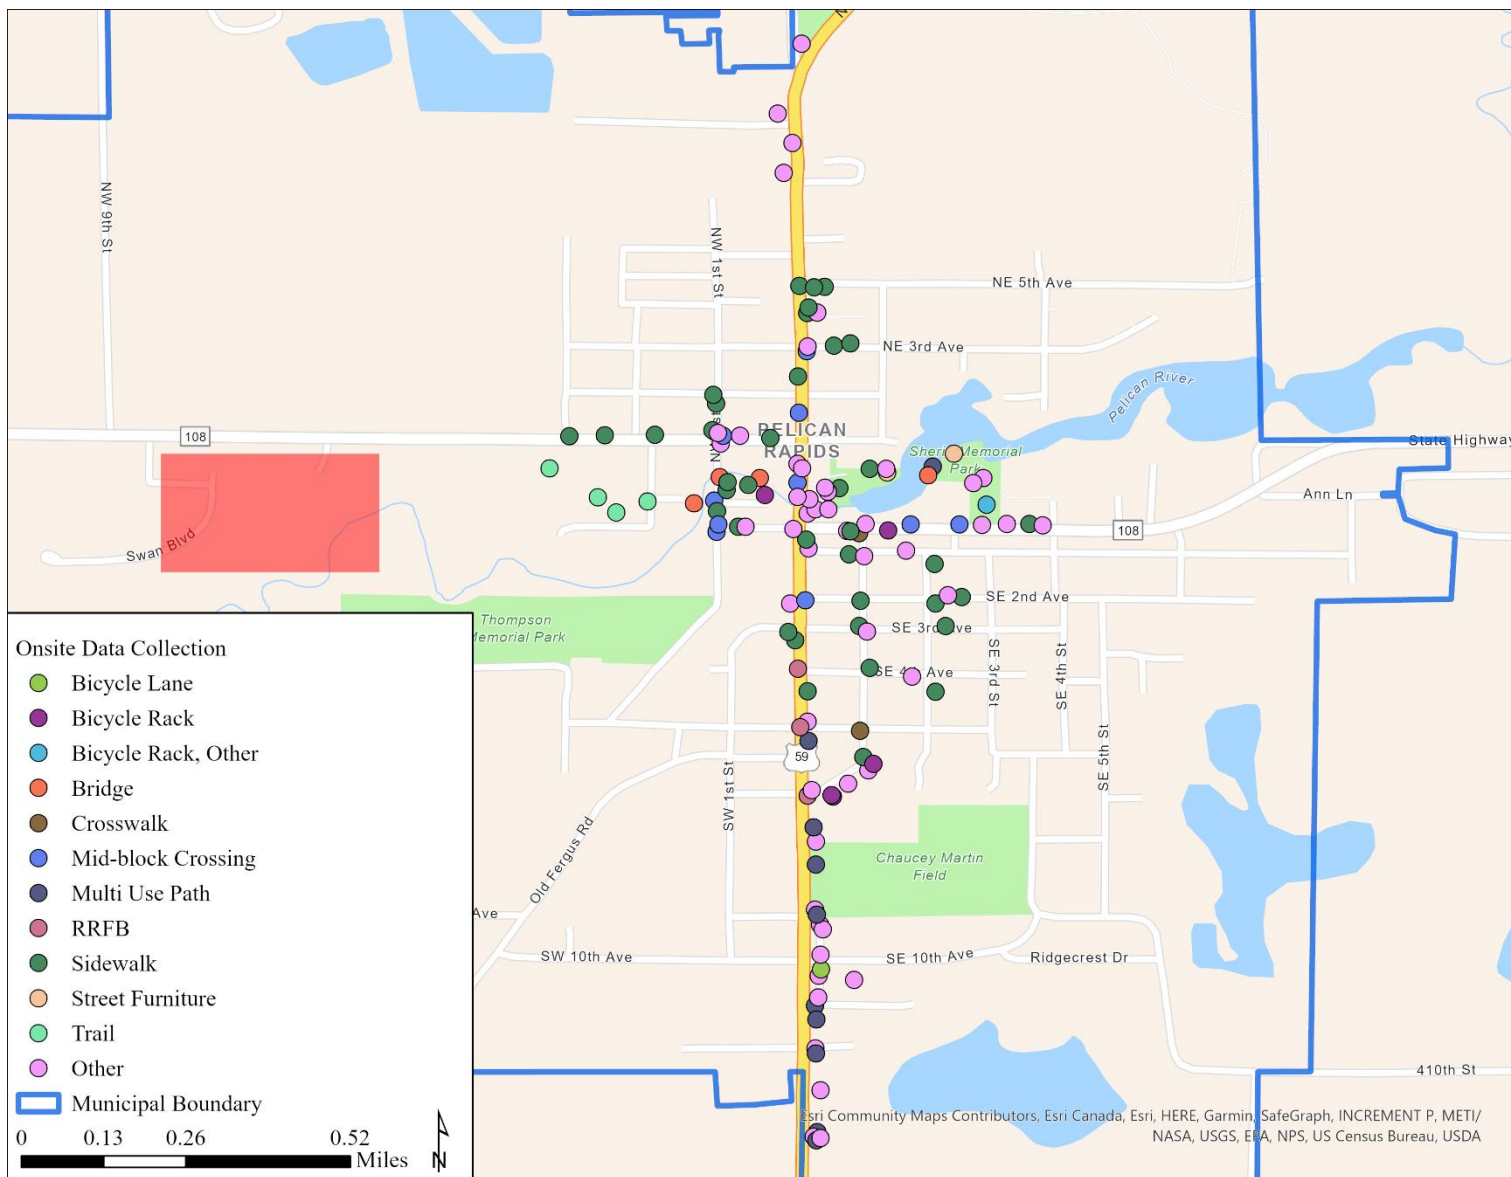 N
NW 9th St
NW 1st St
NE 5th Ave
NE 3rd Ave
Pelican River
108
PELICAN
RAPIDS
N
Memorial
Park
State Highway
Ann Ln
108
Swan Blvd
SE 2nd Ave
Thompson
Memorial Park
SE 3rd Ave
SE 4th Ave
SE 3rd St
SE 4th St
59
SE 5th St
SW 1st St
Old Fergus Rd
Chaucey Martin
Field
Ave
SW 10th Ave
SE 10th Ave
Ridgecrest Dr
410th St
Onsite Data Collection
Bicycle Lane
Bicycle Rack
Bicycle Rack, Other
Bridge
Crosswalk
Mid-block Crossing
Multi Use Path
RRFB
Sidewalk
Street Furniture
Trail
Other
Municipal Boundary
0 0.13 0.26 0.52
Miles
N
Esri Community Maps Contributors, Esri Canada, Esri, HERE, Garmin, SafeGraph, INCREMENT P, METI/
NASA, USGS, EPA, NPS, US Census Bureau, USDA